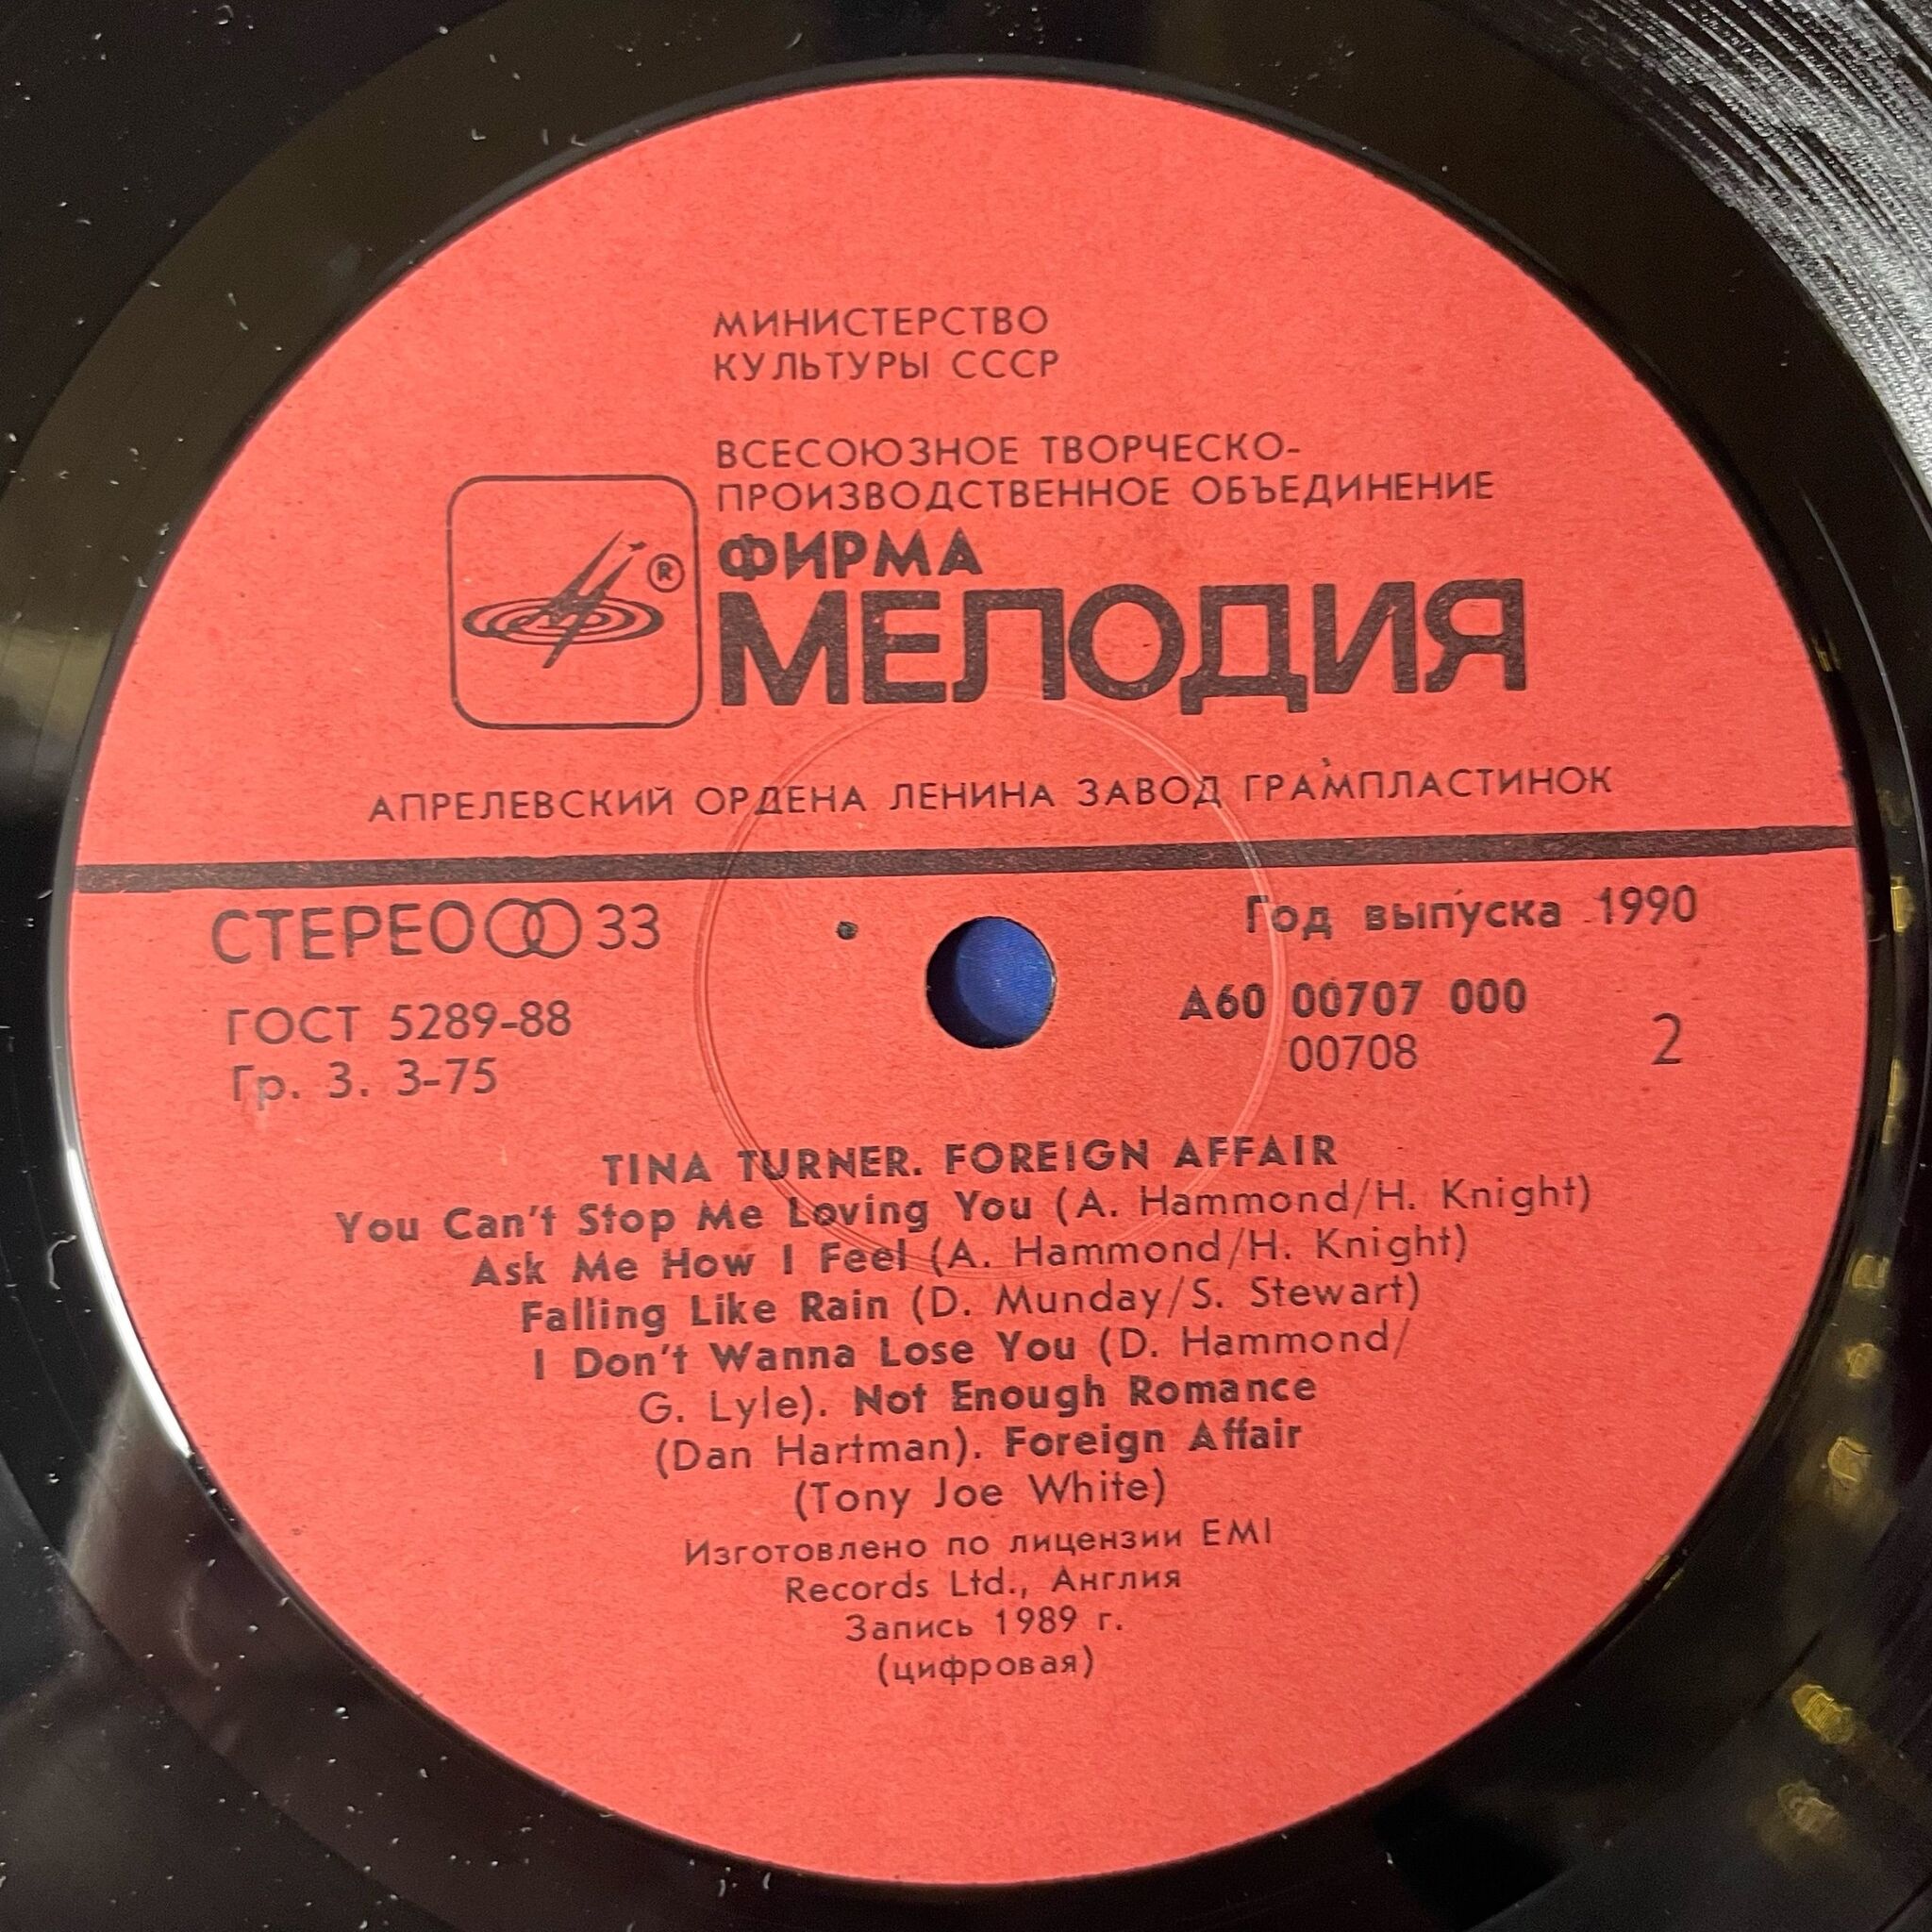 МИНИСТЕРСТВО
КУЛЬТУРЫ СССР
ВСЕСОЮЗНОЕ ТВОРЧЕСКО-
ПРОИЗВОДСТВЕННОЕ ОБЪЕДИНЕНИЕ
®
ФИРМА
МЕЛОДИЯ
АПРЕЛЕВСКИЙ ОРДЕНА ЛЕНИНА ЗАВОД ГРАМПЛАСТИНОК
СТЕРЕО 33
ГОСТ 5289-88
Гр. 3. 3-75
Год выпуска 1990
А60 00707 000
00708
2
TINA TURNER. FOREIGN AFFAIR
You Can't Stop Me Loving You (A. Hammond/H. Knight)
Ask Me How I Feel (A. Hammond/H. Knight)
Falling Like Rain (D. Munday/S. Stewart)
I Don't Wanna Lose You (D. Hammond/
G. Lyle). Not Enough Romance
(Dan Hartman). Foreign Affair
(Tony Joe White)
Изготовлено по лицензии EMI
Records Ltd., Англия
Запись 1989 г.
(цифровая)